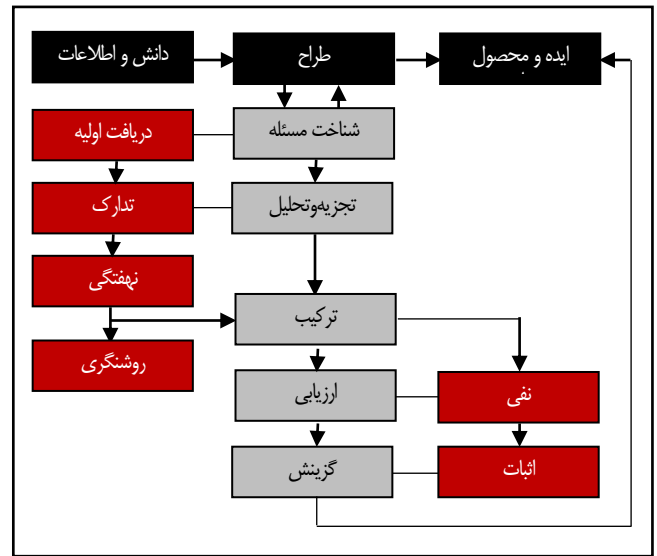 دانش و اطلاعات
طراح
ایده و محصول
دریافت اولیه
شناخت مسئله
تدارک
تجزیه‌وتحلیل
نهفتگی
ترکیب
روشنگری
ارزیابی
نفی
گزینش
اثبات